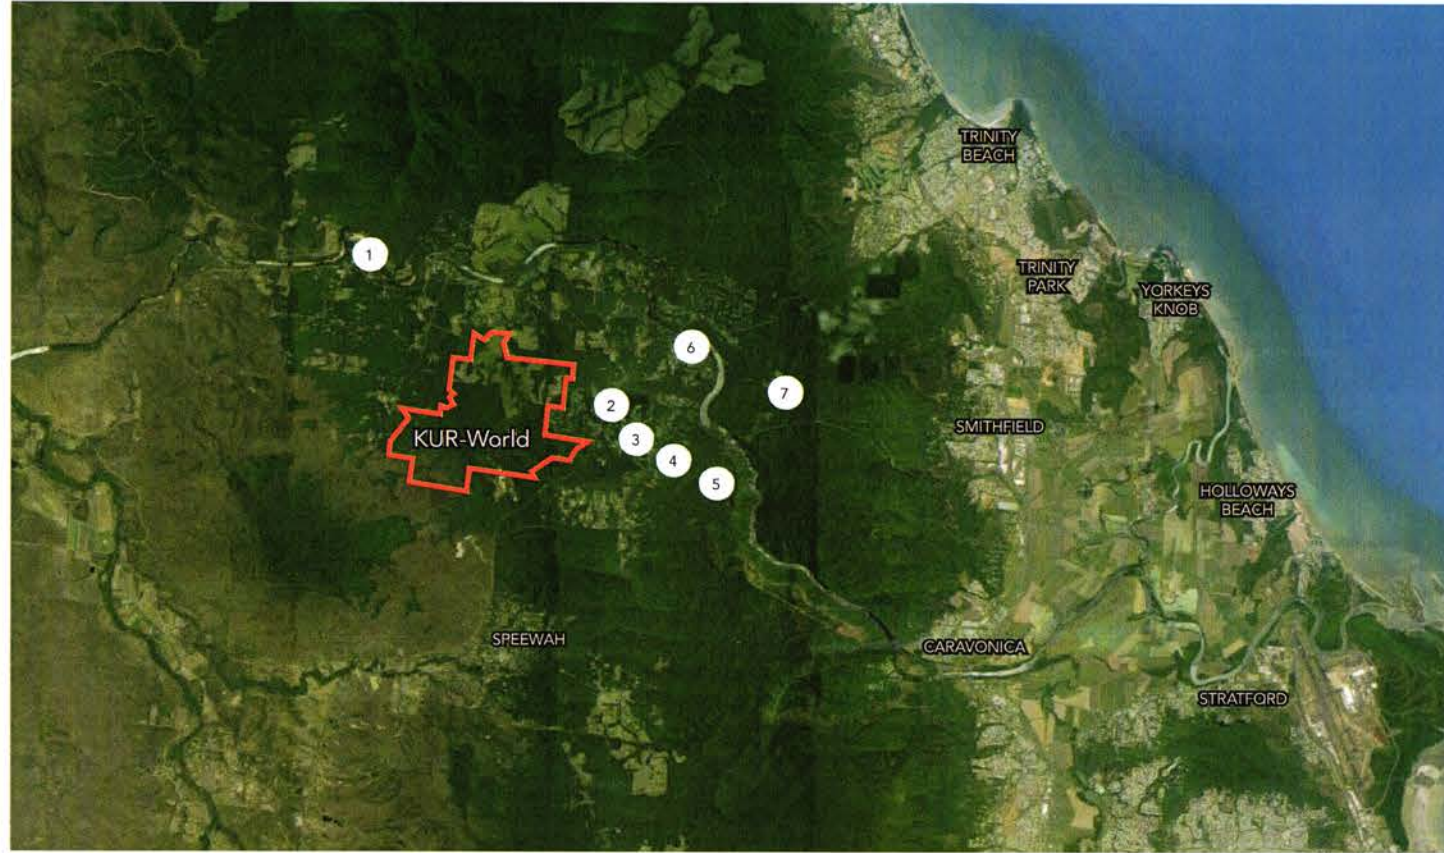 TRINITY
BEACH
1
TRINITY
PARK
YORKEYS
KNOB
6
7
2
KUR-World
3
SMITHFIELD
4
5
HOLLOWAYS
BEACH
SPEEWAH
CARAVONICA
STRATFORD